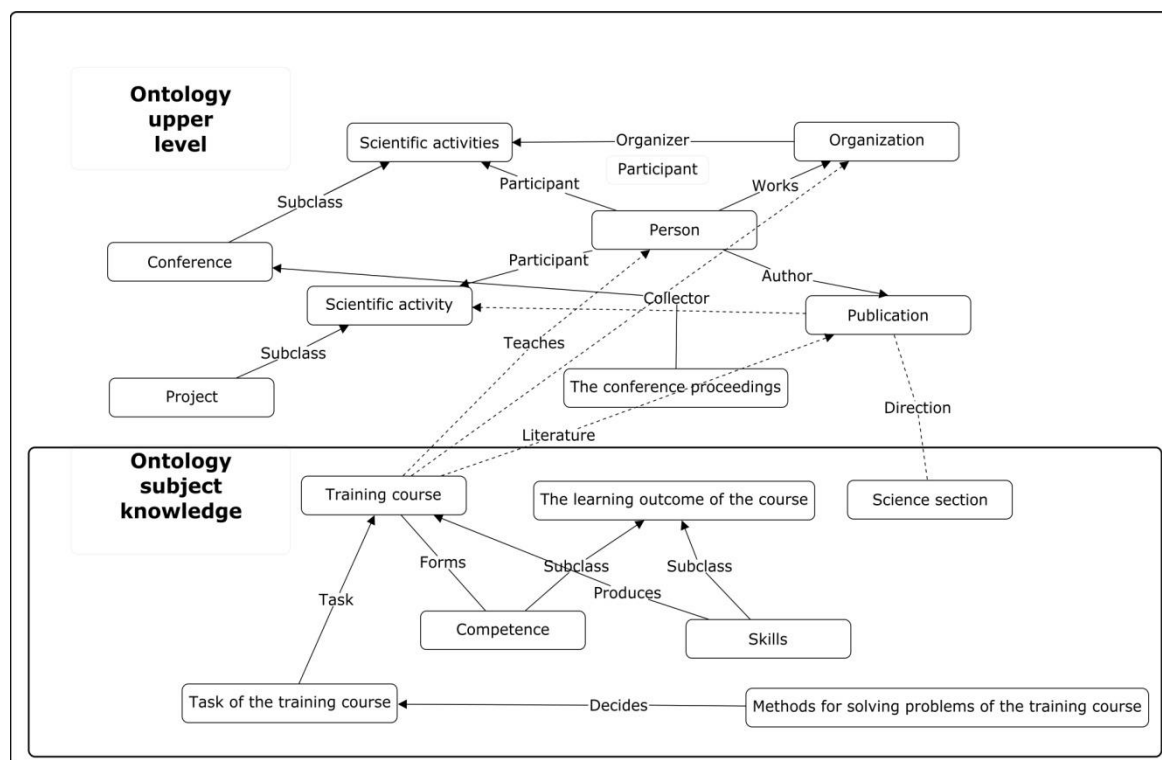 Ontology
upper
level
Scientific activities
Organizer
Organization
Participant
Participant
Works
Subclass
Person
Conference
Participant
Author
Scientific activity
Collector
Publication
Subclass
Teaches
Project
The conference proceedings
Direction
Literature
Ontology
subject
knowledge
Training course
The learning outcome of the course
Science section
Forms
Subclass
Subclass
Task
Produces
Competence
Skills
Task of the training course
Decides
Methods for solving problems of the training course